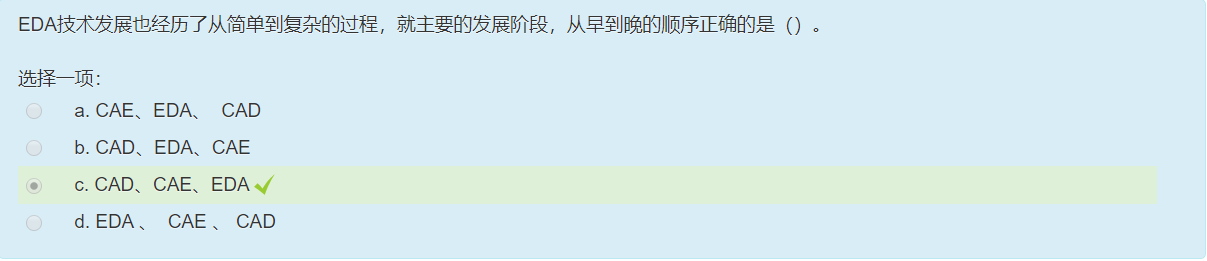 EDA技术发展也经历了从简单到复杂的过程，就主要的发展阶段，从早到晚的顺序正确的是（）。
选择一项：
a. CAE、EDA、 CAD
b. CAD、EDA、CAE
c. CAD、CAE、EDA
d. EDA 、 CAE 、 CAD